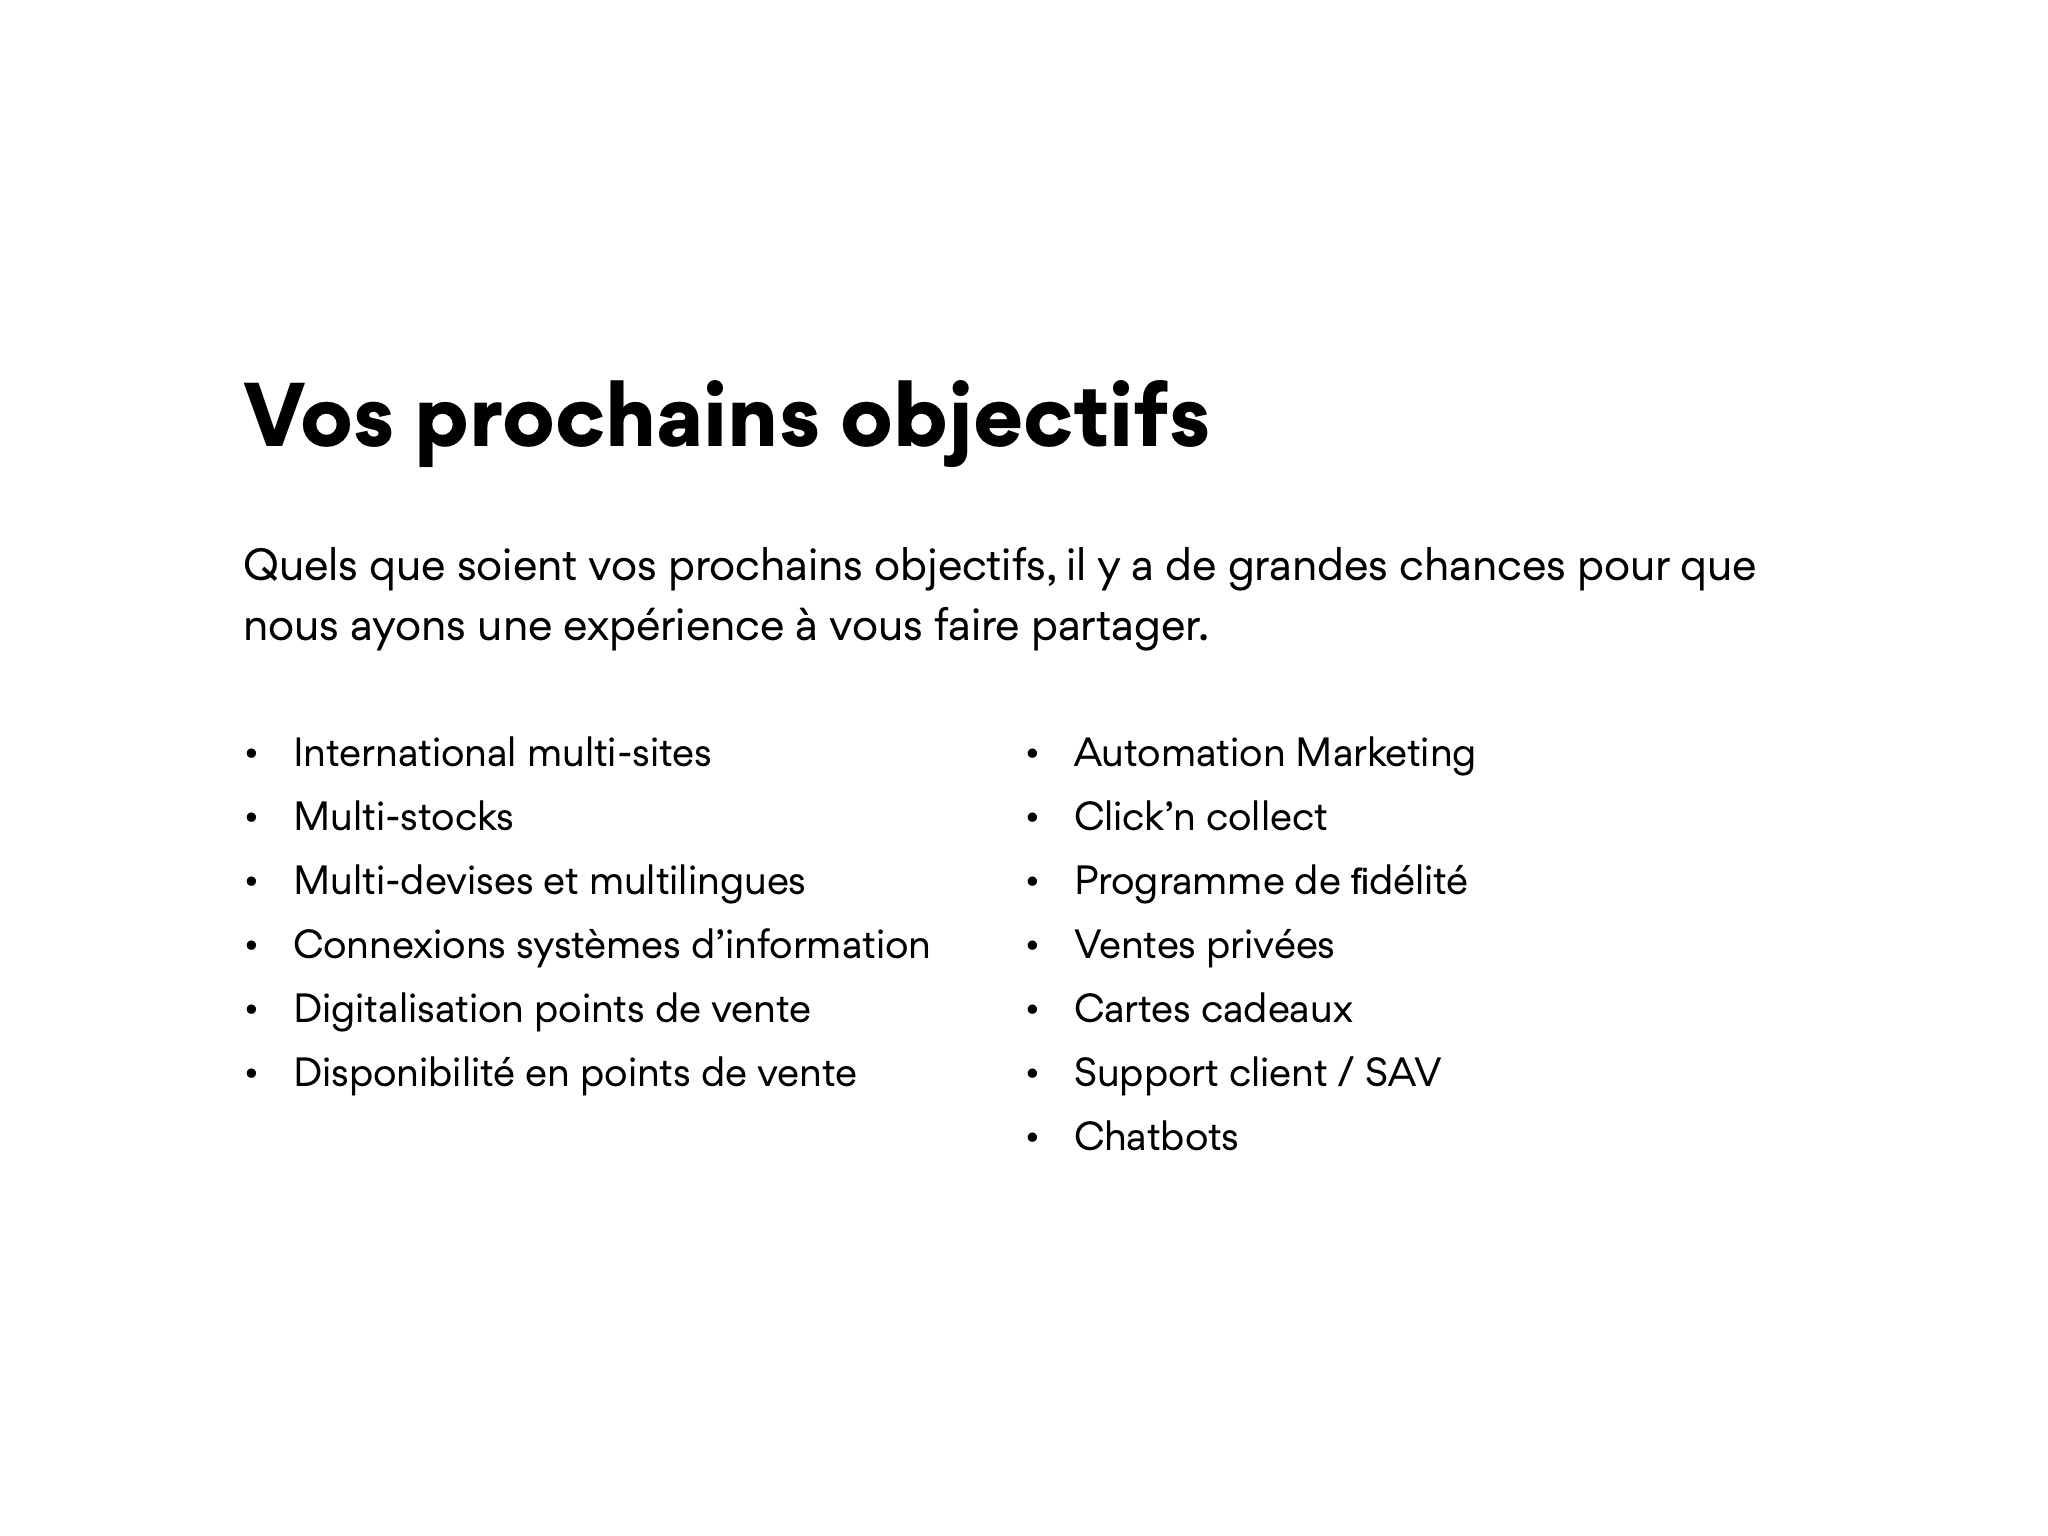 Vos prochains objectifs
Quels que soient vos prochains objectifs, il y a de grandes chances pour que
nous ayons une expérience à vous faire partager.
• International multi-sites
• Multi-stocks
• Multi-devises et multilingues
• Connexions systèmes d’information
• Digitalisation points de vente
• Disponibilité en points de vente
• Automation Marketing
• Click’n collect
• Programme de fidélité
• Ventes privées
• Cartes cadeaux
• Support client / SAV
• Chatbots